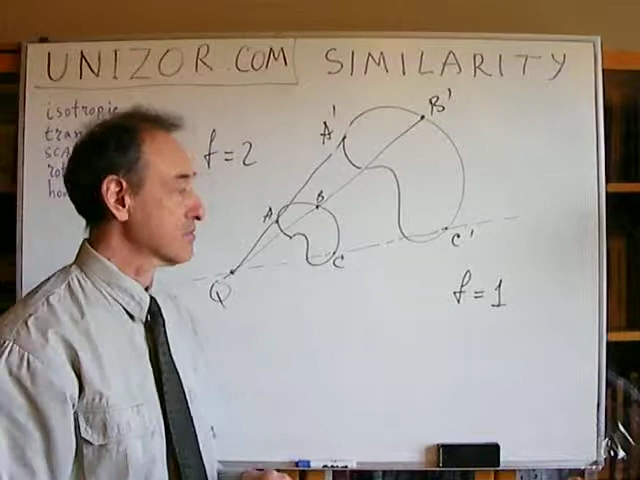 UNIZOR.COM
SIMILARITY
isotropic
f = 2
A'
B'
A
B
C
C'
Q
f = 1